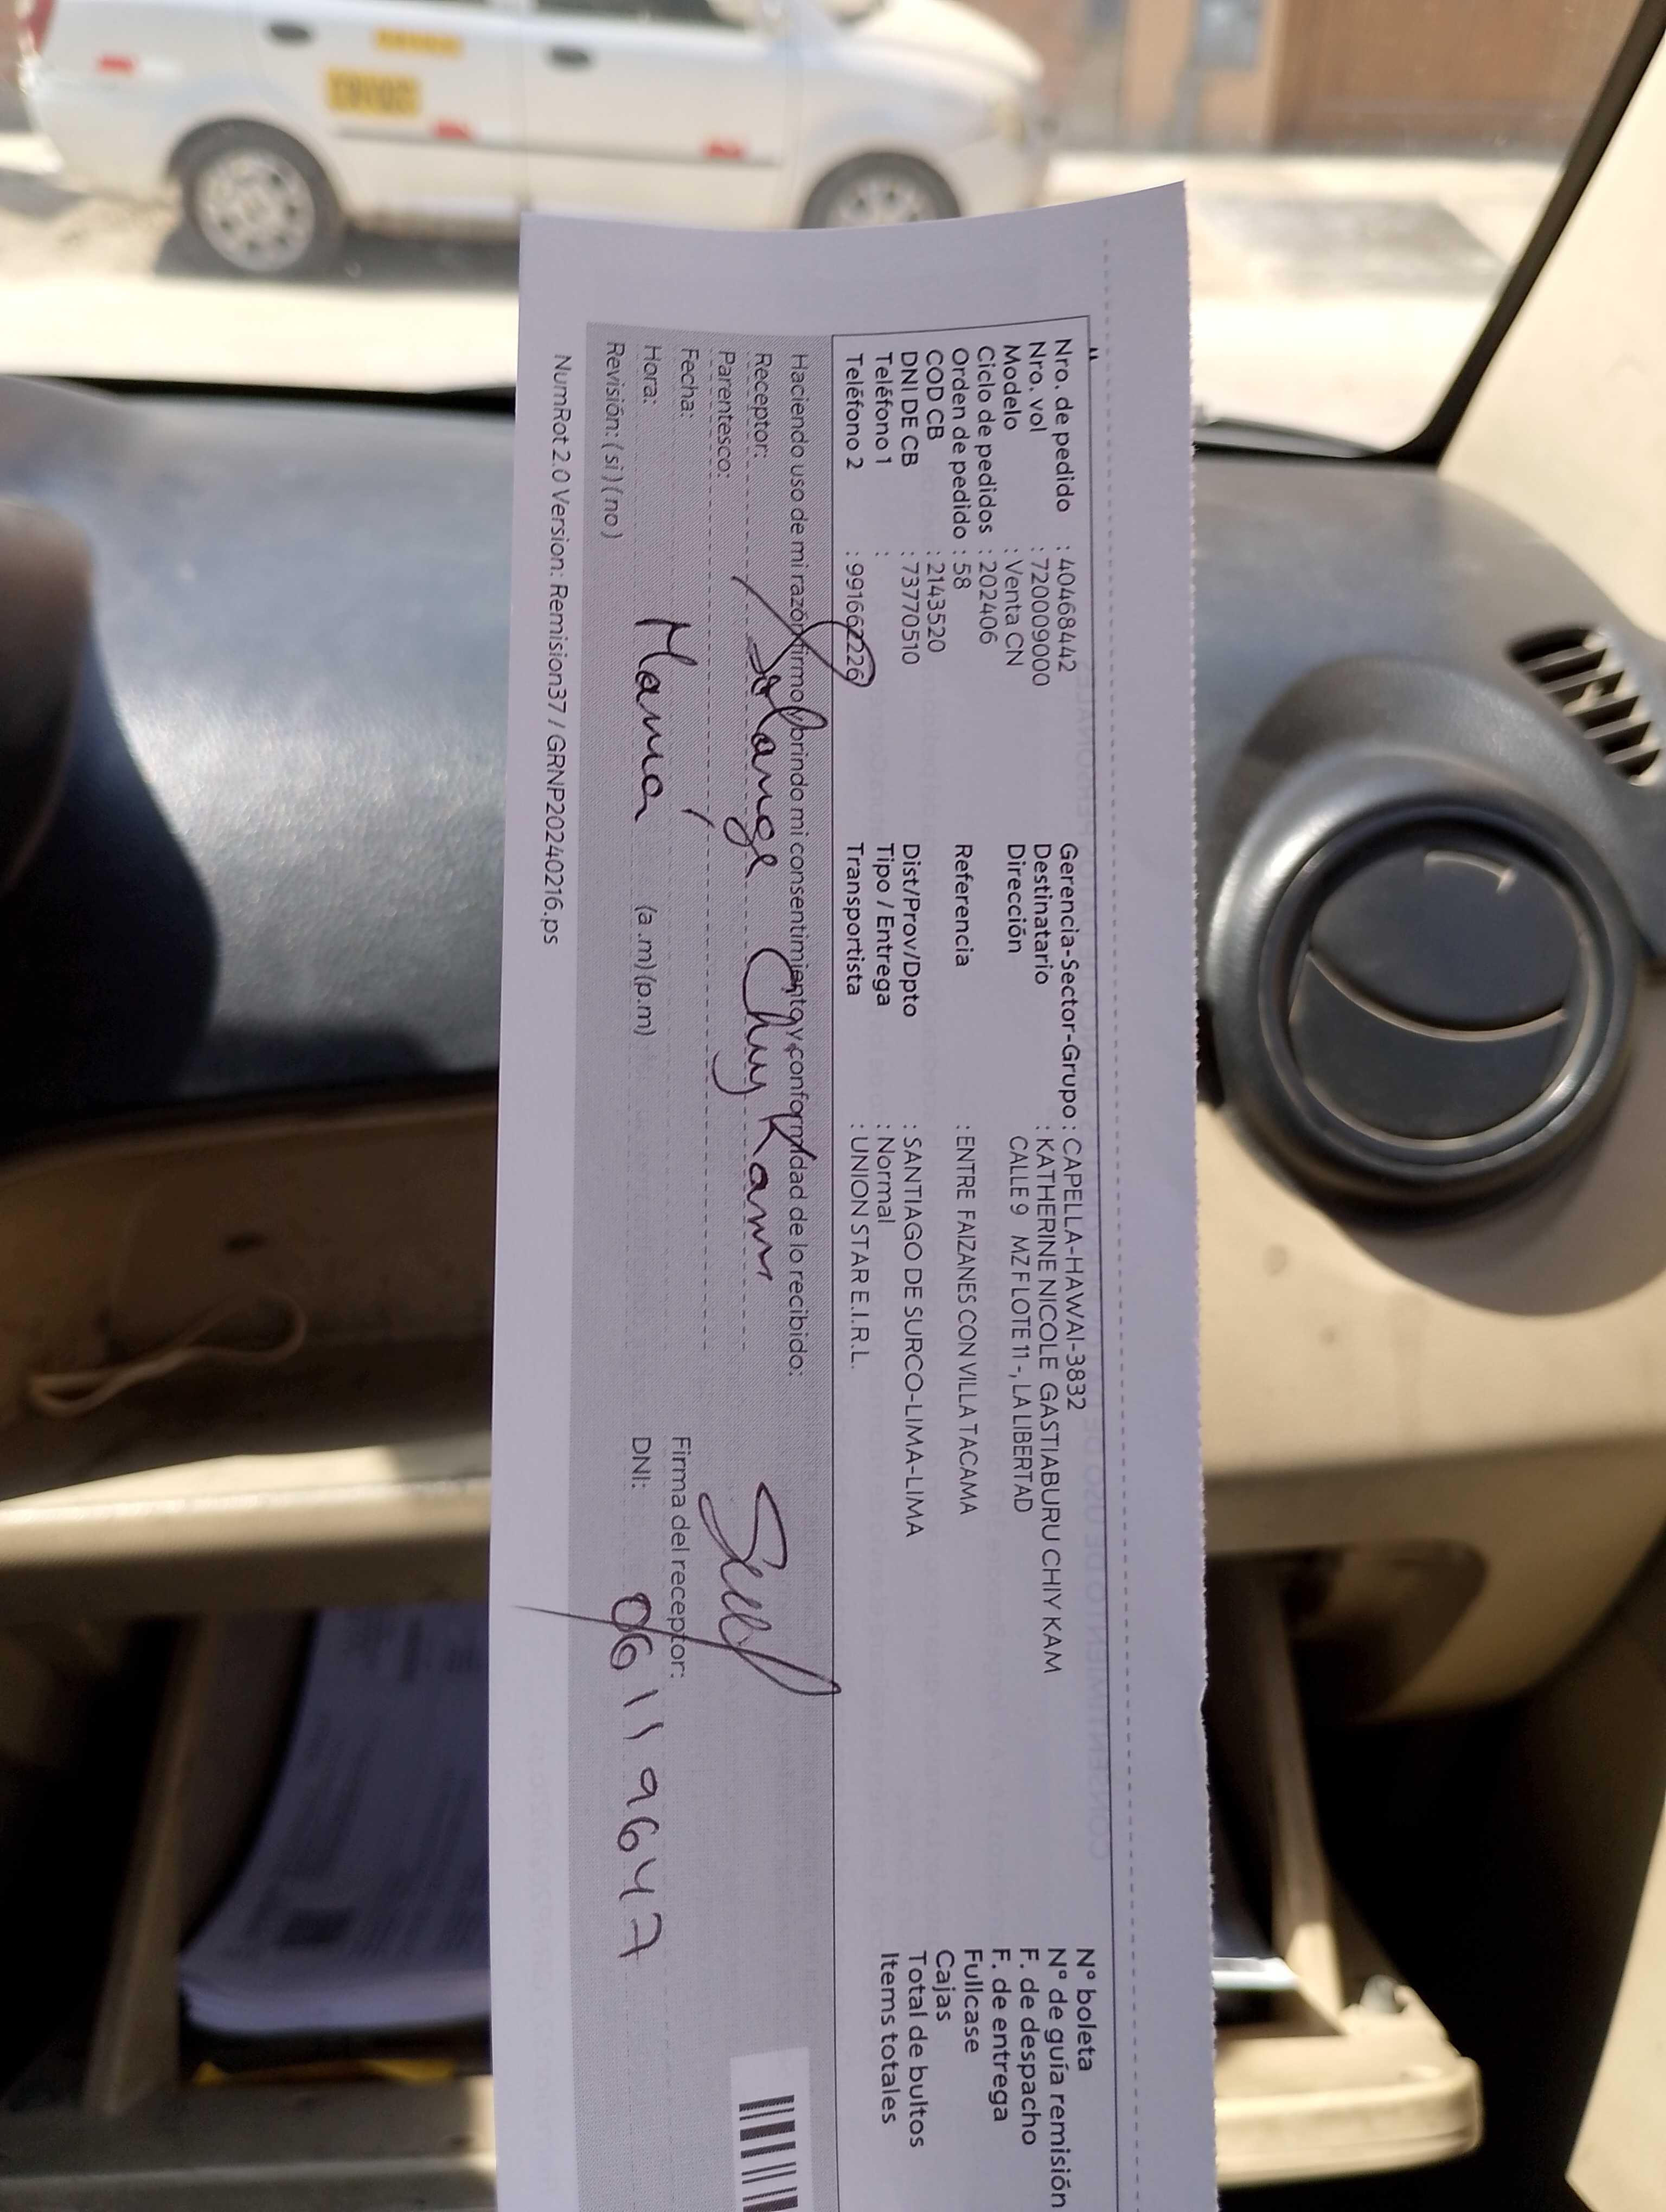 Nro. de pedido : 40468442
Nro. vol : 720009000
Modelo : Venta CN
Ciclo de pedidos : 202406
Orden de pedido : 58
COD CB : 2143520
DNI DE CB : 73770510
Teléfono 1 :
Teléfono 2 : 991662226
Gerencia-Sector-Grupo : CAPELLA-HAWAI-3832
Destinatario : KATHERINE NICOLE GASTIABURU CHIY KAM
Dirección CALLE 9 MZ F LOTE 11 -, LA LIBERTAD
Referencia : ENTRE FAIZANES CON VILLA TACAMA
Dist/Prov/Dpto : SANTIAGO DE SURCO-LIMA-LIMA
Tipo / Entrega : Normal
Transportista : UNION STAR E.I.R.L.
N° boleta
N° de guía remisión
F. de despacho
F. de entrega
Fullcase
Cajas
Total de bultos
Items totales
Haciendo uso de mi razón firmo brindo mi consentimiento y conformidad de lo recibido:
Receptor: Solange Chiy Kam
Parentesco:
Fecha:
Hora: Mama (a .m) (p.m)
Revisión: ( si ) ( no )
Firma del receptor:
DNI: 06119647
NumRot 2.0 Version: Remision37 / GRNP20240216.ps